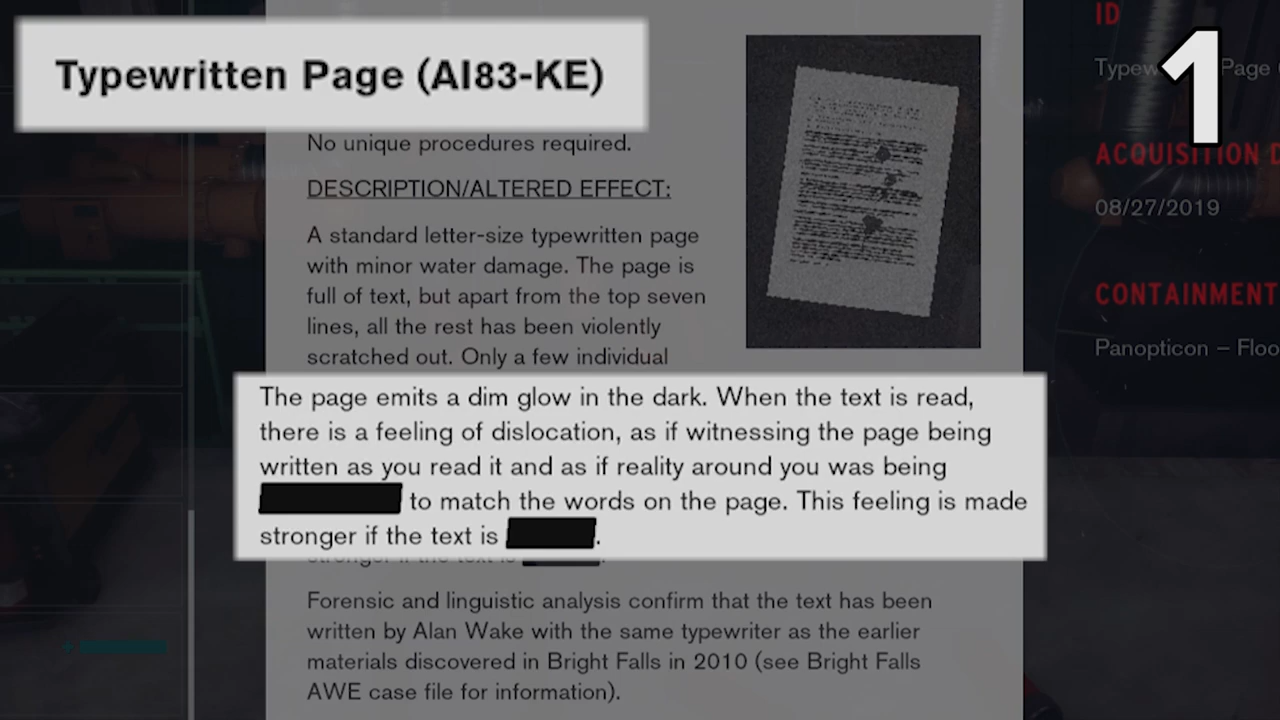 Typewritten Page (AI83-KE)
1
ID
Page
No unique procedures required.
ACQUISITION
DESCRIPTION/ALTERED EFFECT:
08/27/2019
A standard letter-size typewritten page
with minor water damage. The page is
full of text, but apart from the top seven
CONTAINMENT
lines, all the rest has been violently
Panopticon –
scratched out. Only a few individual
The page emits a dim glow in the dark. When the text is read,
there is a feeling of dislocation, as if witnessing the page being
written as you read it and as if reality around you was being
to match the words on the page. This feeling is made
stronger if the text is .
stronger if the text is .
Forensic and linguistic analysis confirm that the text has been
written by Alan Wake with the same typewriter as the earlier
materials discovered in Bright Falls in 2010 (see Bright Falls
AWE case file for information).